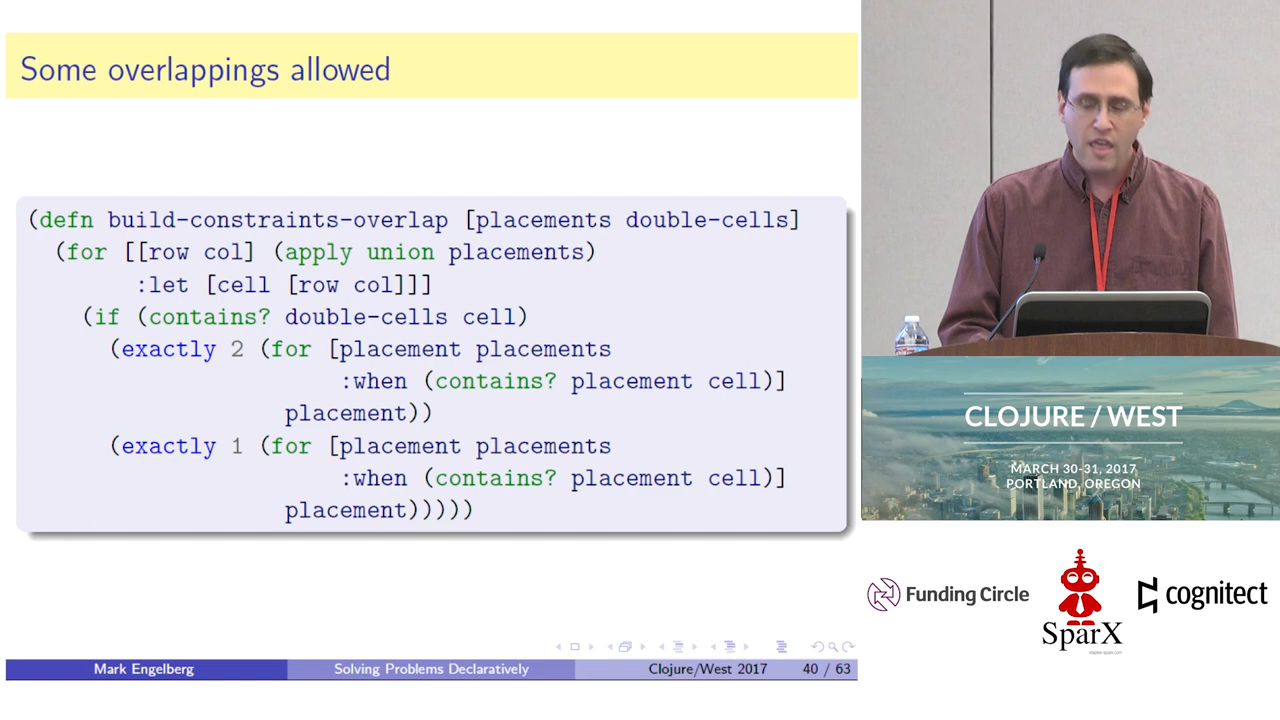 Some overlappings allowed
(defn build-constraints-overlap [placements double-cells]
(for [[row col] (apply union placements)
:let [cell [row col]]]
(if (contains? double-cells cell)
(exactly 2 (for [placement placements
:when (contains? placement cell)]
placement))
(exactly 1 (for [placement placements
:when (contains? placement cell)]
placement)))))
Mark Engelberg
Solving Problems Declaratively
Clojure/West 2017
40 / 63
CLOJURE / WEST
MARCH 30-31, 2017
PORTLAND, OREGON
Funding Circle
SparX
cognitect